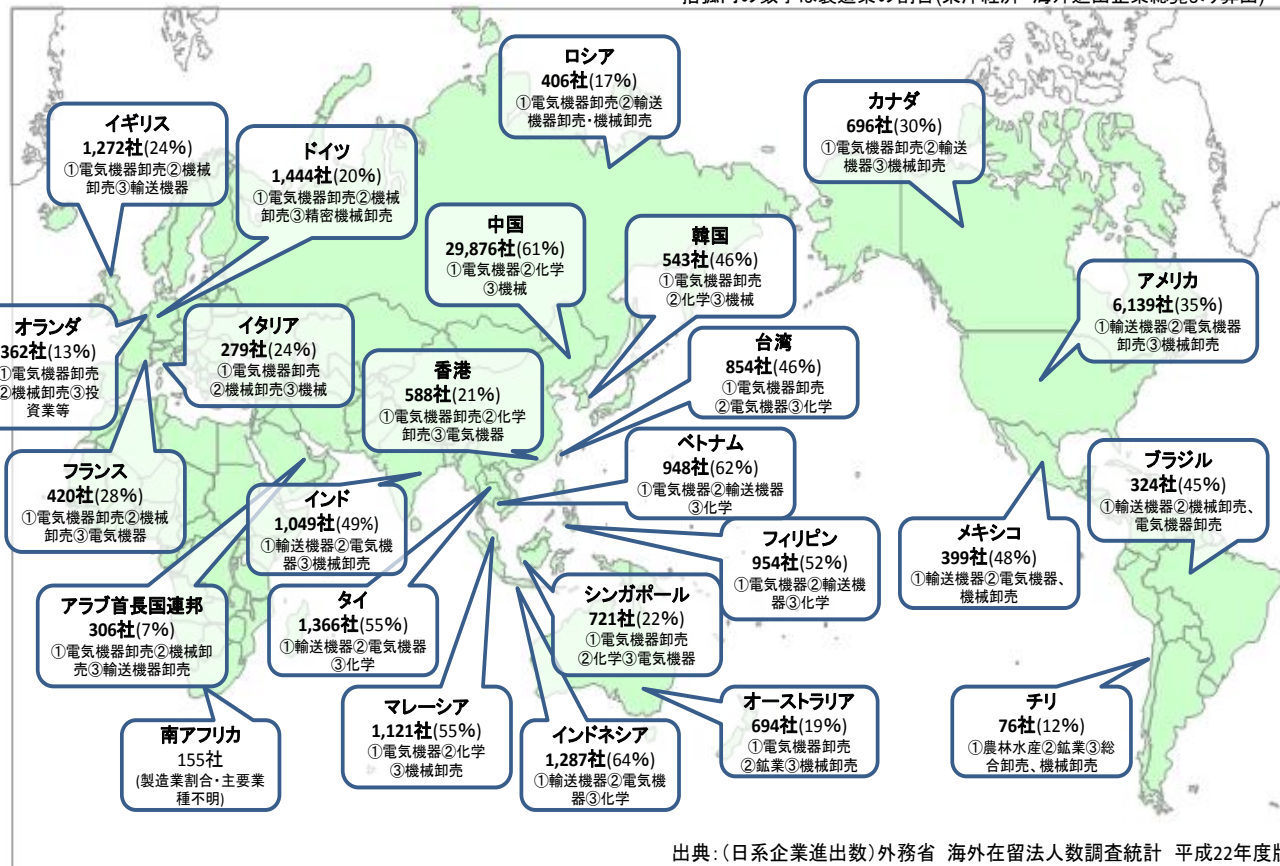 括弧内の数字は製造業の割合(東洋経済 海外進出企業総覧より算出)
ロシア
406社(17%)
①電気機器卸売②輸送
機器卸売・機械卸売
カナダ
696社(30%)
①電気機器卸売②輸送
機器③機械卸売
イギリス
1,272社(24%)
①電気機器卸売②機械
卸売③輸送機器
ドイツ
1,444社(20%)
①電気機器卸売②機械
卸売③精密機械卸売
中国
29,876社(61%)
①電気機器②化学
③機械
韓国
543社(46%)
①電気機器卸売
②化学③機械
アメリカ
6,139社(35%)
①輸送機器②電気機器
卸売③機械卸売
オランダ
362社(13%)
①電気機器卸売
②機械卸売③投
資業等
イタリア
279社(24%)
①電気機器卸売
②機械卸売③機械
香港
588社(21%)
①電気機器卸売②化学
卸売③電気機器
台湾
854社(46%)
①電気機器卸売
②電気機器③化学
フランス
420社(28%)
①電気機器卸売②機械
卸売③電気機器
インド
1,049社(49%)
①輸送機器②電気機
器③機械卸売
ベトナム
948社(62%)
①電気機器②輸送機器
③化学
ブラジル
324社(45%)
①輸送機器②機械卸売、
電気機器卸売
フィリピン
954社(52%)
①電気機器②輸送機
器③化学
メキシコ
399社(48%)
①輸送機器②電気機器、
機械卸売
アラブ首長国連邦
306社(7%)
①電気機器卸売②機械卸
売③輸送機器卸売
タイ
1,366社(55%)
①輸送機器②電気機器
③化学
シンガポール
721社(22%)
①電気機器卸売
②化学③電気機器
南アフリカ
155社
(製造業割合・主要業
種不明)
マレーシア
1,121社(55%)
①電気機器②化学
③機械卸売
インドネシア
1,287社(64%)
①輸送機器②電気機
器③化学
オーストラリア
694社(19%)
①電気機器卸売
②鉱業③機械卸売
チリ
76社(12%)
①農林水産②鉱業③総
合卸売、機械卸売
出典:(日系企業進出数)外務省 海外在留法人数調査統計 平成22年度版